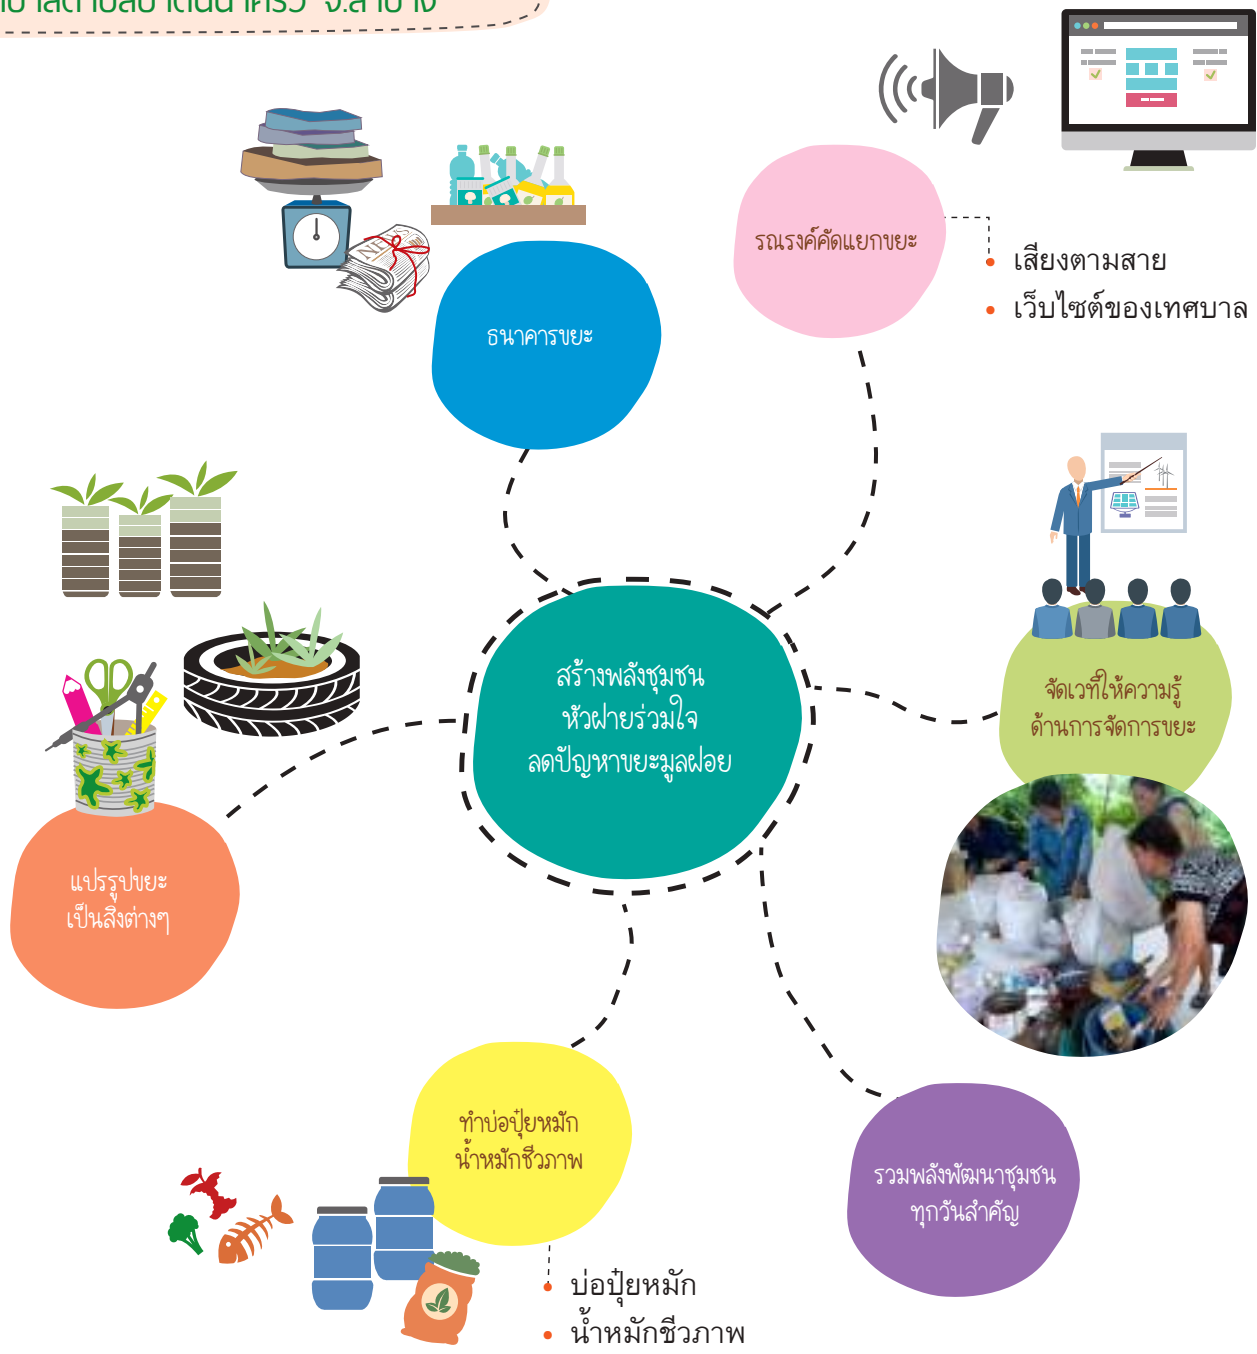 รณรงค์คัดแยกขยะ
เสียงตามสาย
เว็บไซต์ของเทศบาล
ธนาคารขยะ
NEWS
สร้างพลังชุมชน
หัวฝายร่วมใจ
ลดปัญหาขยะมูลฝอย
จัดเวทีให้ความรู้
ด้านการจัดการขยะ
แปรรูปขยะ
เป็นสิ่งต่างๆ
ทำบ่อปุ๋ยหมัก
น้ำหมักชีวภาพ
รวมพลังพัฒนาชุมชน
ทุกวันสำคัญ
บ่อปุ๋ยหมัก
น้ำหมักชีวภาพ